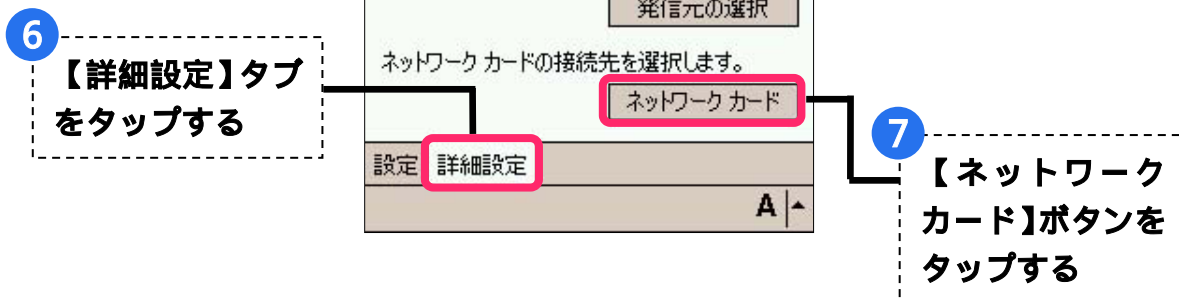 6
【詳細設定】タブ
をタップする
発信元の選択
ネットワーク カードの接続先を選択します。
ネットワーク カード
設定 詳細設定
A
7
【ネットワーク
カード】ボタンを
タップする